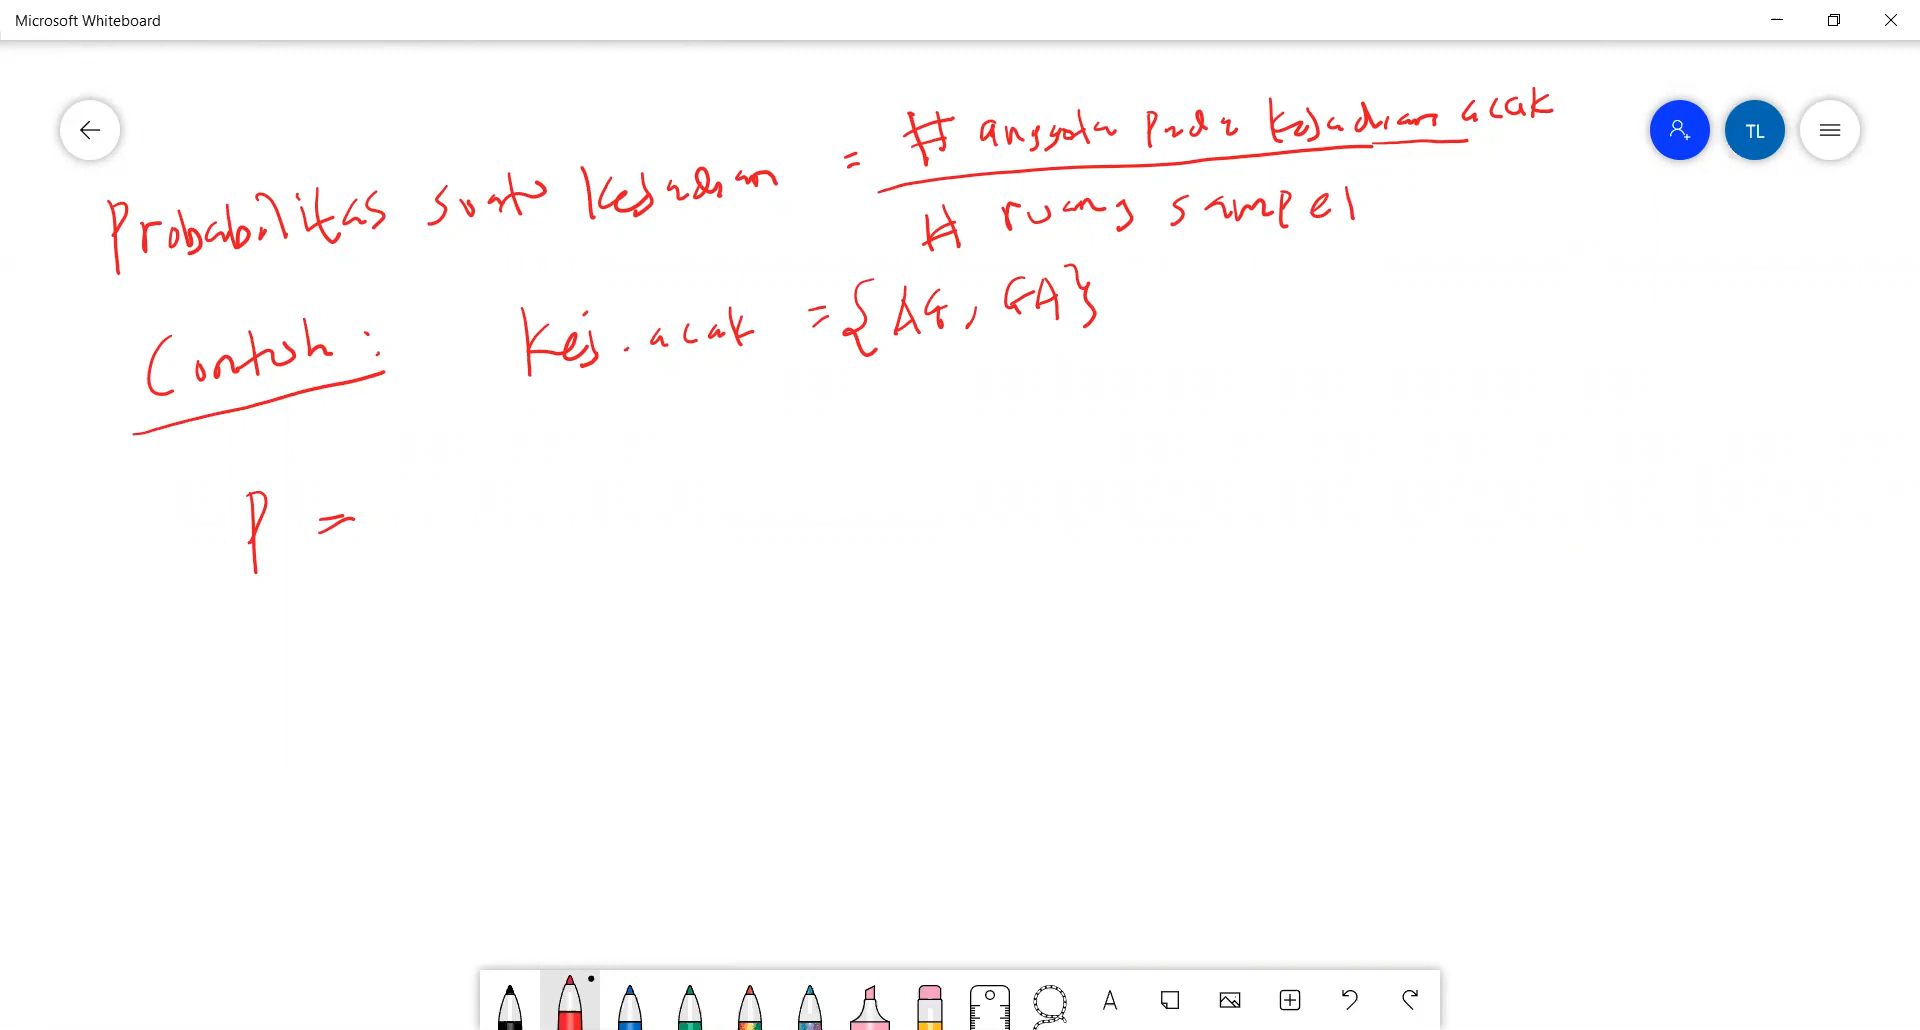 Microsoft Whiteboard
TL
Probabilitas suatu kejadian = # anggota pada kejadian acak
# ruang sampel
Contoh : Kej. acak = {AG, GA}
P =
A